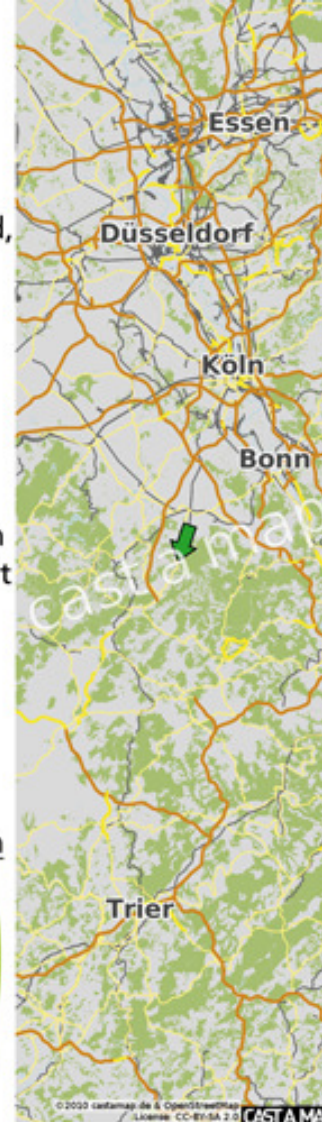 Essen
d,
Düsseldorf
Köln
Bonn
n
t
casta map
n
Trier
©2010 castamap.de & OpenStreetMap
License: CC-BY-SA 2.0
CASTA MA